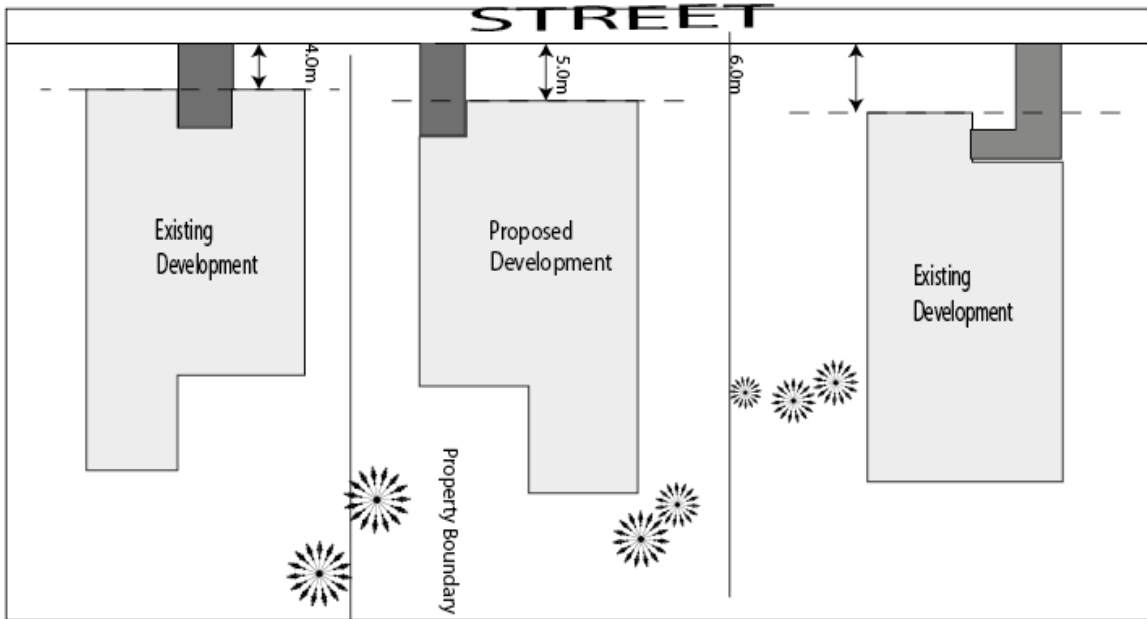 STREET
4.0m
5.0m
6.0m
Existing
Development
Proposed
Development
Existing
Development
Property Boundary